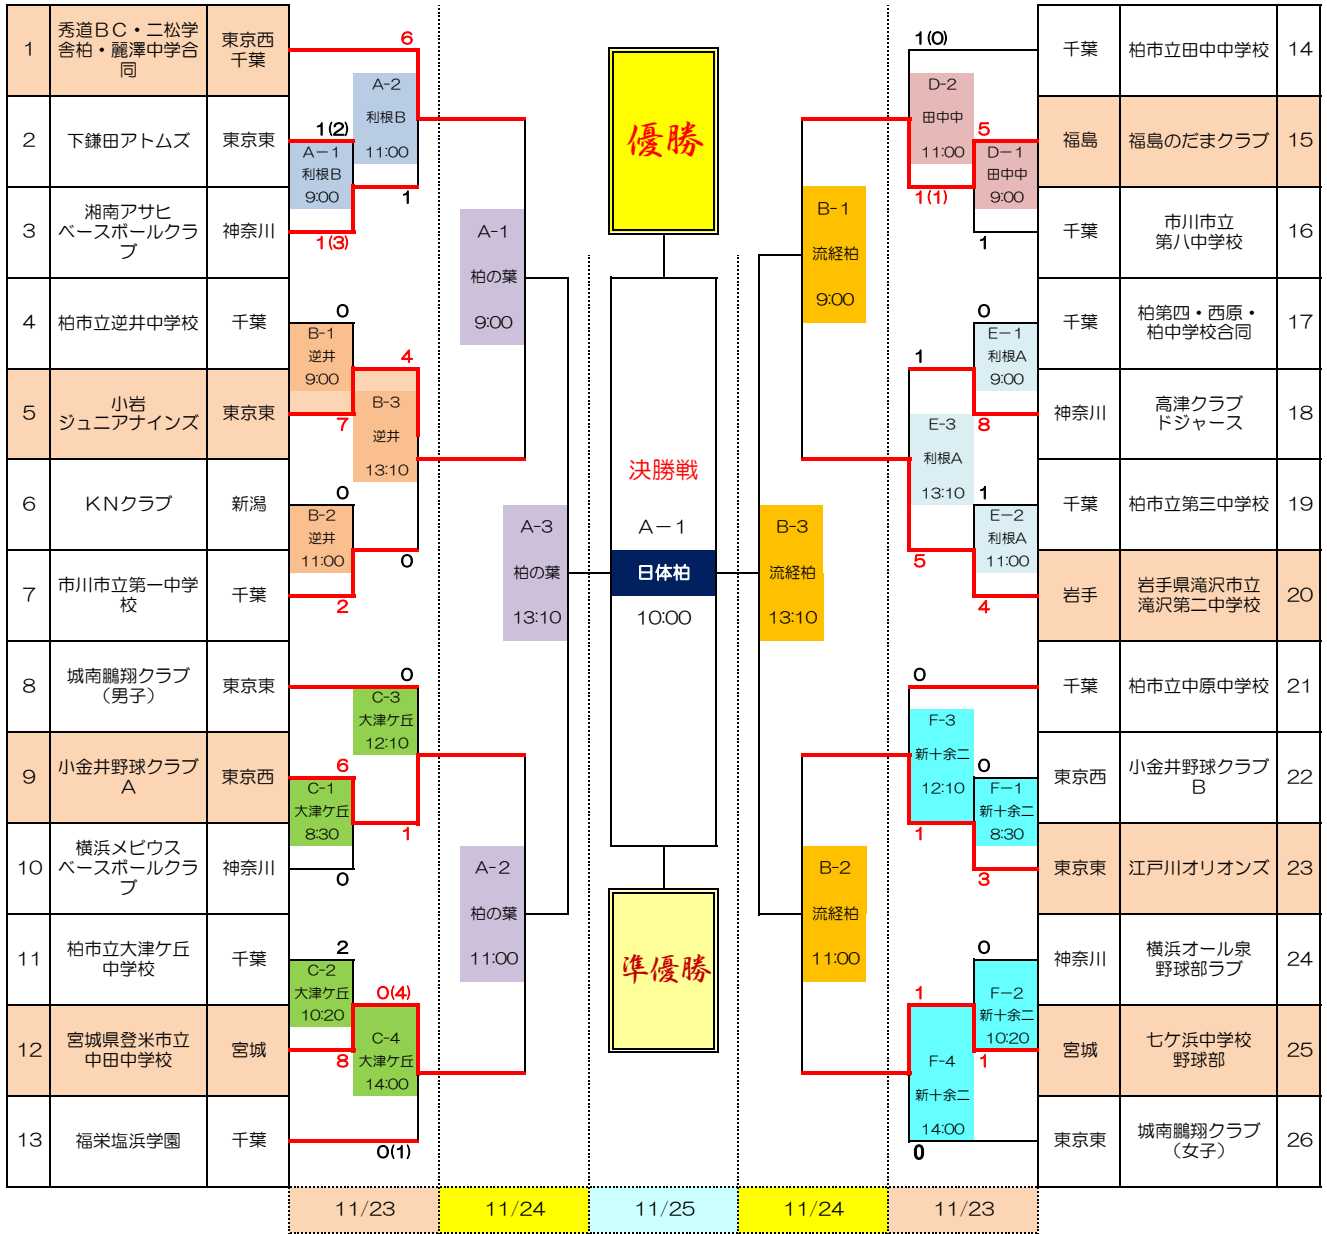 1
秀道ＢＣ・二松学
舎柏・麗澤中学合
同
東京西
千葉
2
下鎌田アトムズ
東京東
3
湘南アサヒ
ベースボールクラ
ブ
神奈川
4
柏市立逆井中学校
千葉
5
小岩
ジュニアナインズ
東京東
6
ＫＮクラブ
新潟
7
市川市立第一中学
校
千葉
8
城南鵬翔クラブ
（男子）
東京東
9
小金井野球クラブ
A
東京西
10
横浜メビウス
ベースボールクラ
ブ
神奈川
11
柏市立大津ケ丘
中学校
千葉
12
宮城県登米市立
中田中学校
宮城
13
福栄塩浜学園
千葉
6
A-2
利根B
11:00
1(2)
A－1
利根B
9:00
1
1(3)
0
B-1
逆井
9:00
4
7
B-3
逆井
13:10
0
B-2
逆井
11:00
0
2
0
C-3
大津ケ丘
12:10
6
C-1
大津ケ丘
8:30
1
0
2
C-2
大津ケ丘
10:20
0(4)
8
C-4
大津ケ丘
14:00
0(1)
A-1
柏の葉
9:00
A-3
柏の葉
13:10
A-2
柏の葉
11:00
優勝
決勝戦
A－1
日体柏
10:00
準優勝
B-1
流経柏
9:00
B-3
流経柏
13:10
B-2
流経柏
11:00
1(0)
D-2
田中中
11:00
5
D－1
田中中
9:00
1(1)
1
0
E－1
利根A
9:00
1
8
E-3
利根A
13:10
1
E－2
利根A
11:00
5
4
0
F-3
新十余二
12:10
0
F－1
新十余二
8:30
1
3
0
F－2
新十余二
10:20
1
1
F-4
新十余二
14:00
0
千葉
柏市立田中中学校
14
福島
福島のだまクラブ
15
千葉
市川市立
第八中学校
16
千葉
柏第四・西原・
柏中学校合同
17
神奈川
高津クラブ
ドジャース
18
千葉
柏市立第三中学校
19
岩手
岩手県滝沢市立
滝沢第二中学校
20
千葉
柏市立中原中学校
21
東京西
小金井野球クラブ
B
22
東京東
江戸川オリオンズ
23
神奈川
横浜オール泉
野球部ラブ
24
宮城
七ケ浜中学校
野球部
25
東京東
城南鵬翔クラブ
（女子）
26
11/23
11/24
11/25
11/24
11/23